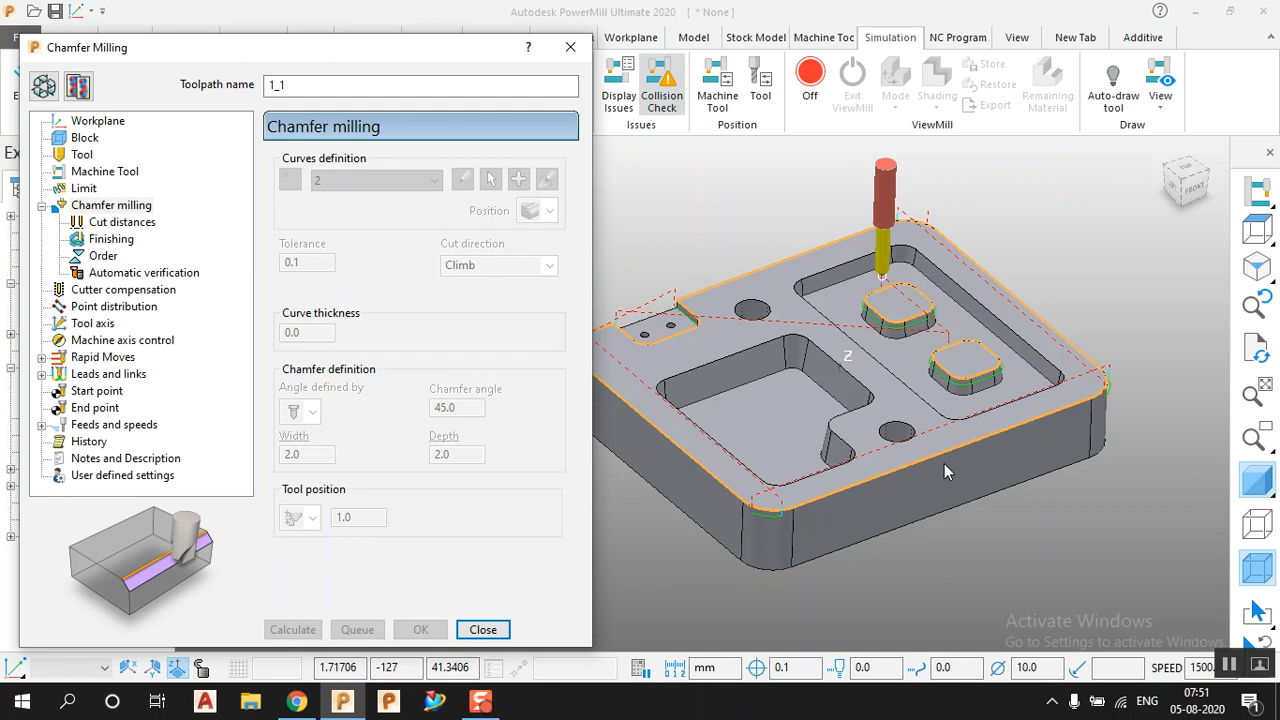 Autodesk PowerMill Ultimate 2020 [ * None ]
Chamfer Milling
?
Workplane
Model
Stock Model
Machine Toc
Simulation
NC Program
View
New Tab
Additive
Toolpath name 1_1
Display Issues
Collision Check
Machine Tool
Tool
Off
Exit ViewMill
Mode
Shading
Store
Restore
Export
Remaining Material
Auto-draw tool
View
Issues
Position
ViewMill
Draw
Workplane
Block
Tool
Machine Tool
Limit
Chamfer milling
Cut distances
Finishing
Order
Automatic verification
Cutter compensation
Point distribution
Tool axis
Machine axis control
Rapid Moves
Leads and links
Start point
End point
Feeds and speeds
History
Notes and Description
User defined settings
Chamfer milling
Curves definition
2
Position
Tolerance
0.1
Cut direction
Climb
Curve thickness
0.0
Chamfer definition
Angle defined by
Chamfer angle
45.0
Width
2.0
Depth
2.0
Tool position
1.0
Calculate
Queue
OK
Close
Ex
FRONT
Z
Activate Windows
Go to Settings to activate Windows.
1.71706
-127
41.3406
mm
0.1
0.0
0.0
10.0
SPEED
1500
ENG
07:51
05-08-2020